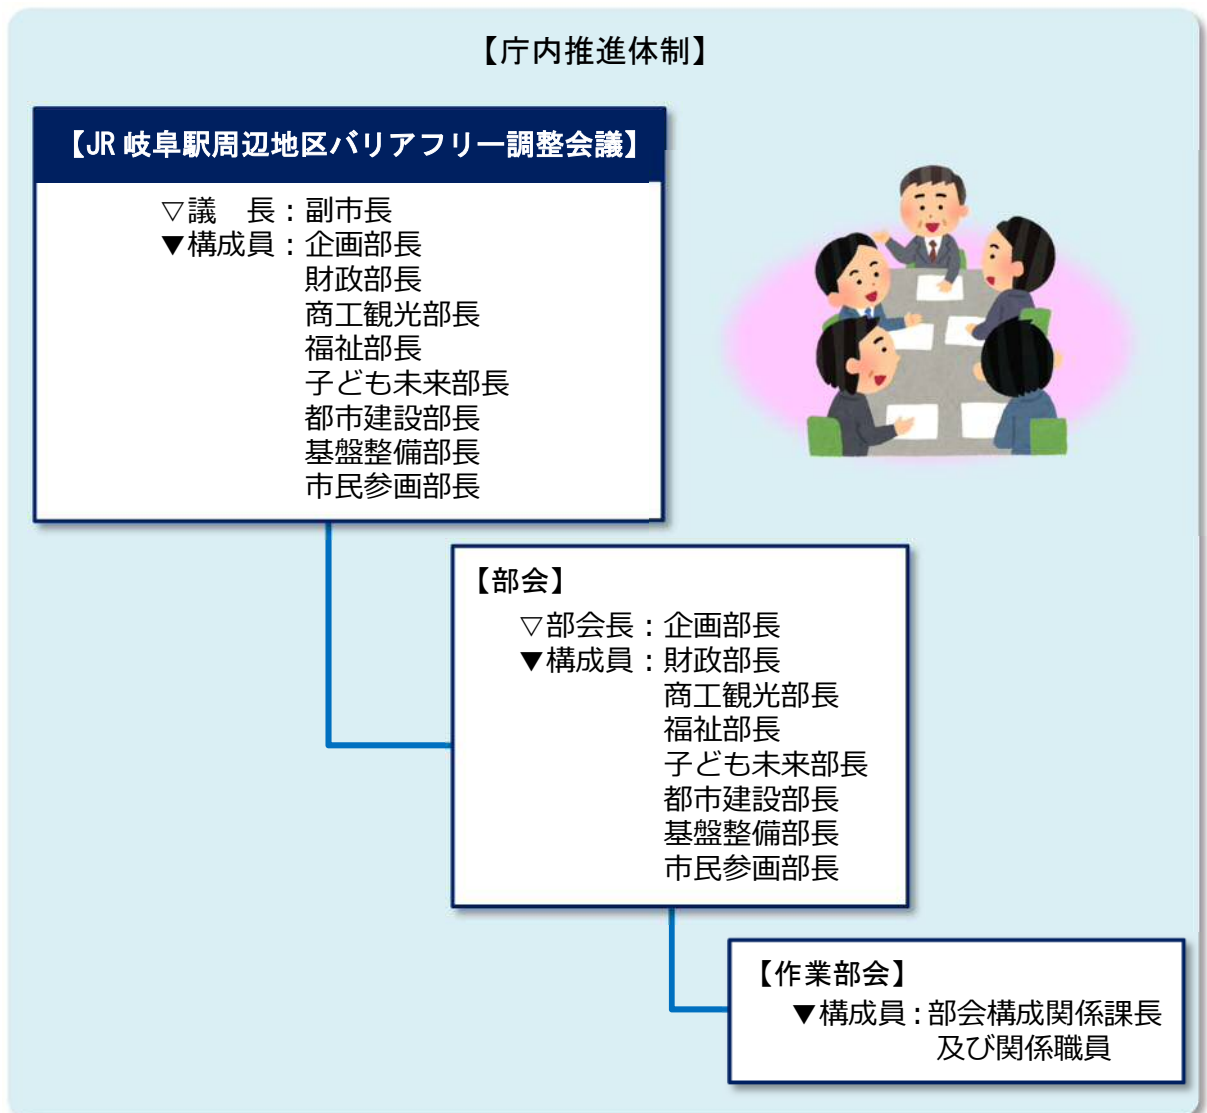 【庁内推進体制】
【JR岐阜駅周辺地区バリアフリー調整会議】
▽議　長：副市長
▼構成員：企画部長
財政部長
商工観光部長
福祉部長
子ども未来部長
都市建設部長
基盤整備部長
市民参画部長
【部会】
▽部会長：企画部長
▼構成員：財政部長
商工観光部長
福祉部長
子ども未来部長
都市建設部長
基盤整備部長
市民参画部長
【作業部会】
▼構成員：部会構成関係課長
及び関係職員